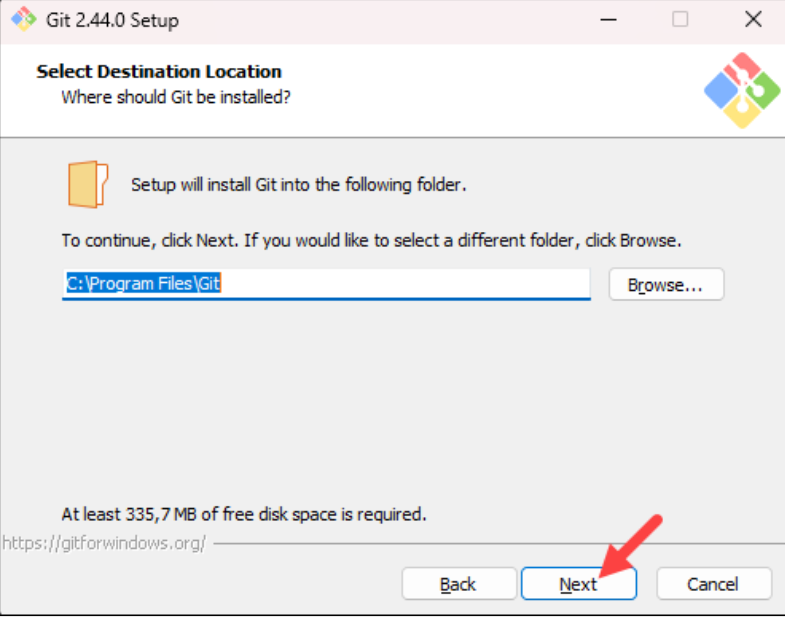 Git 2.44.0 Setup
Select Destination Location
Where should Git be installed?
Setup will install Git into the following folder.
To continue, click Next. If you would like to select a different folder, click Browse.
C:\Program Files\Git
Browse...
At least 335,7 MB of free disk space is required.
https://gitforwindows.org/
Back
Next
Cancel